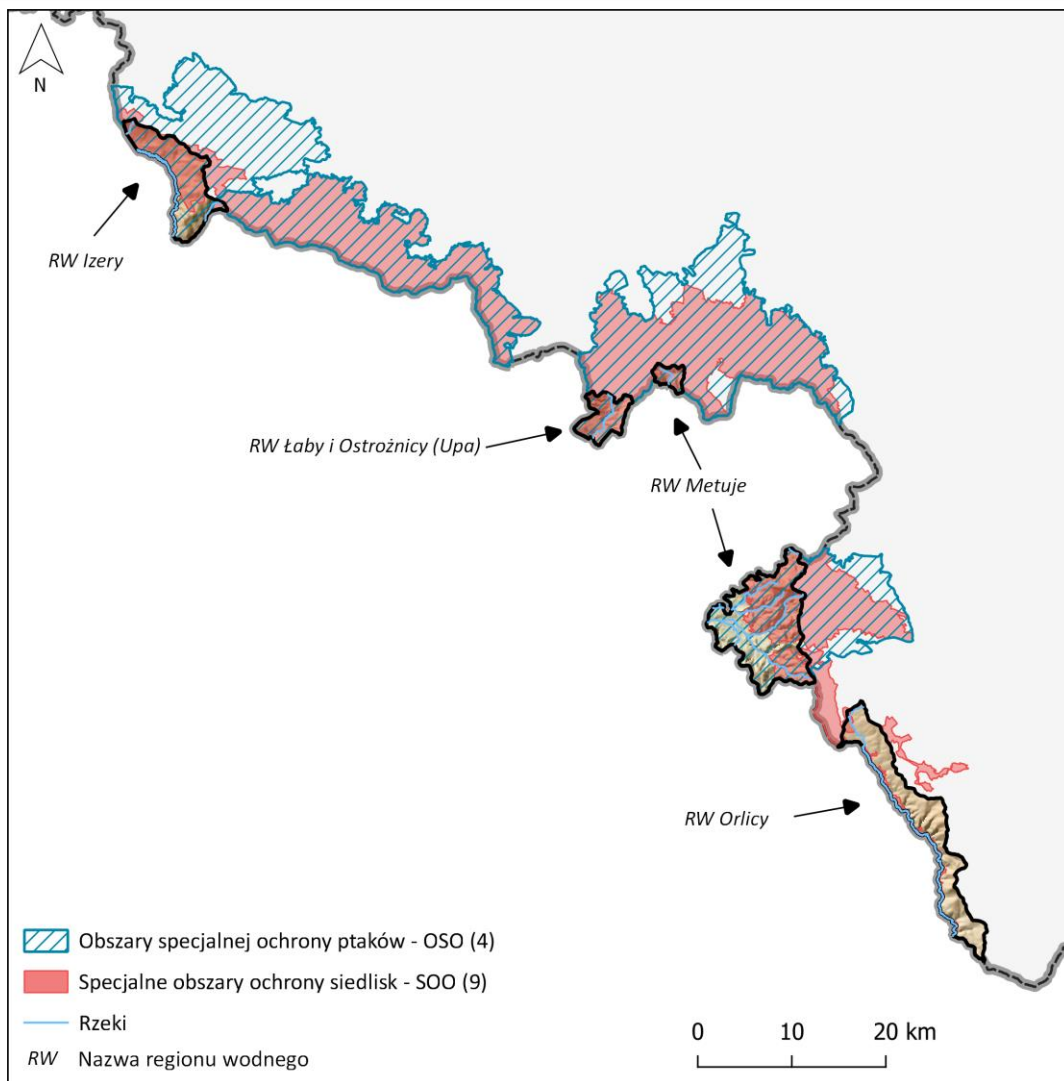 N
RW Izery
RW Łaby i Ostrożnicy (Upa)
RW Metuje
RW Orlicy
Obszary specjalnej ochrony ptaków - OSO (4)
Specjalne obszary ochrony siedlisk - SOO (9)
Rzeki
RW Nazwa regionu wodnego
0 10 20 km